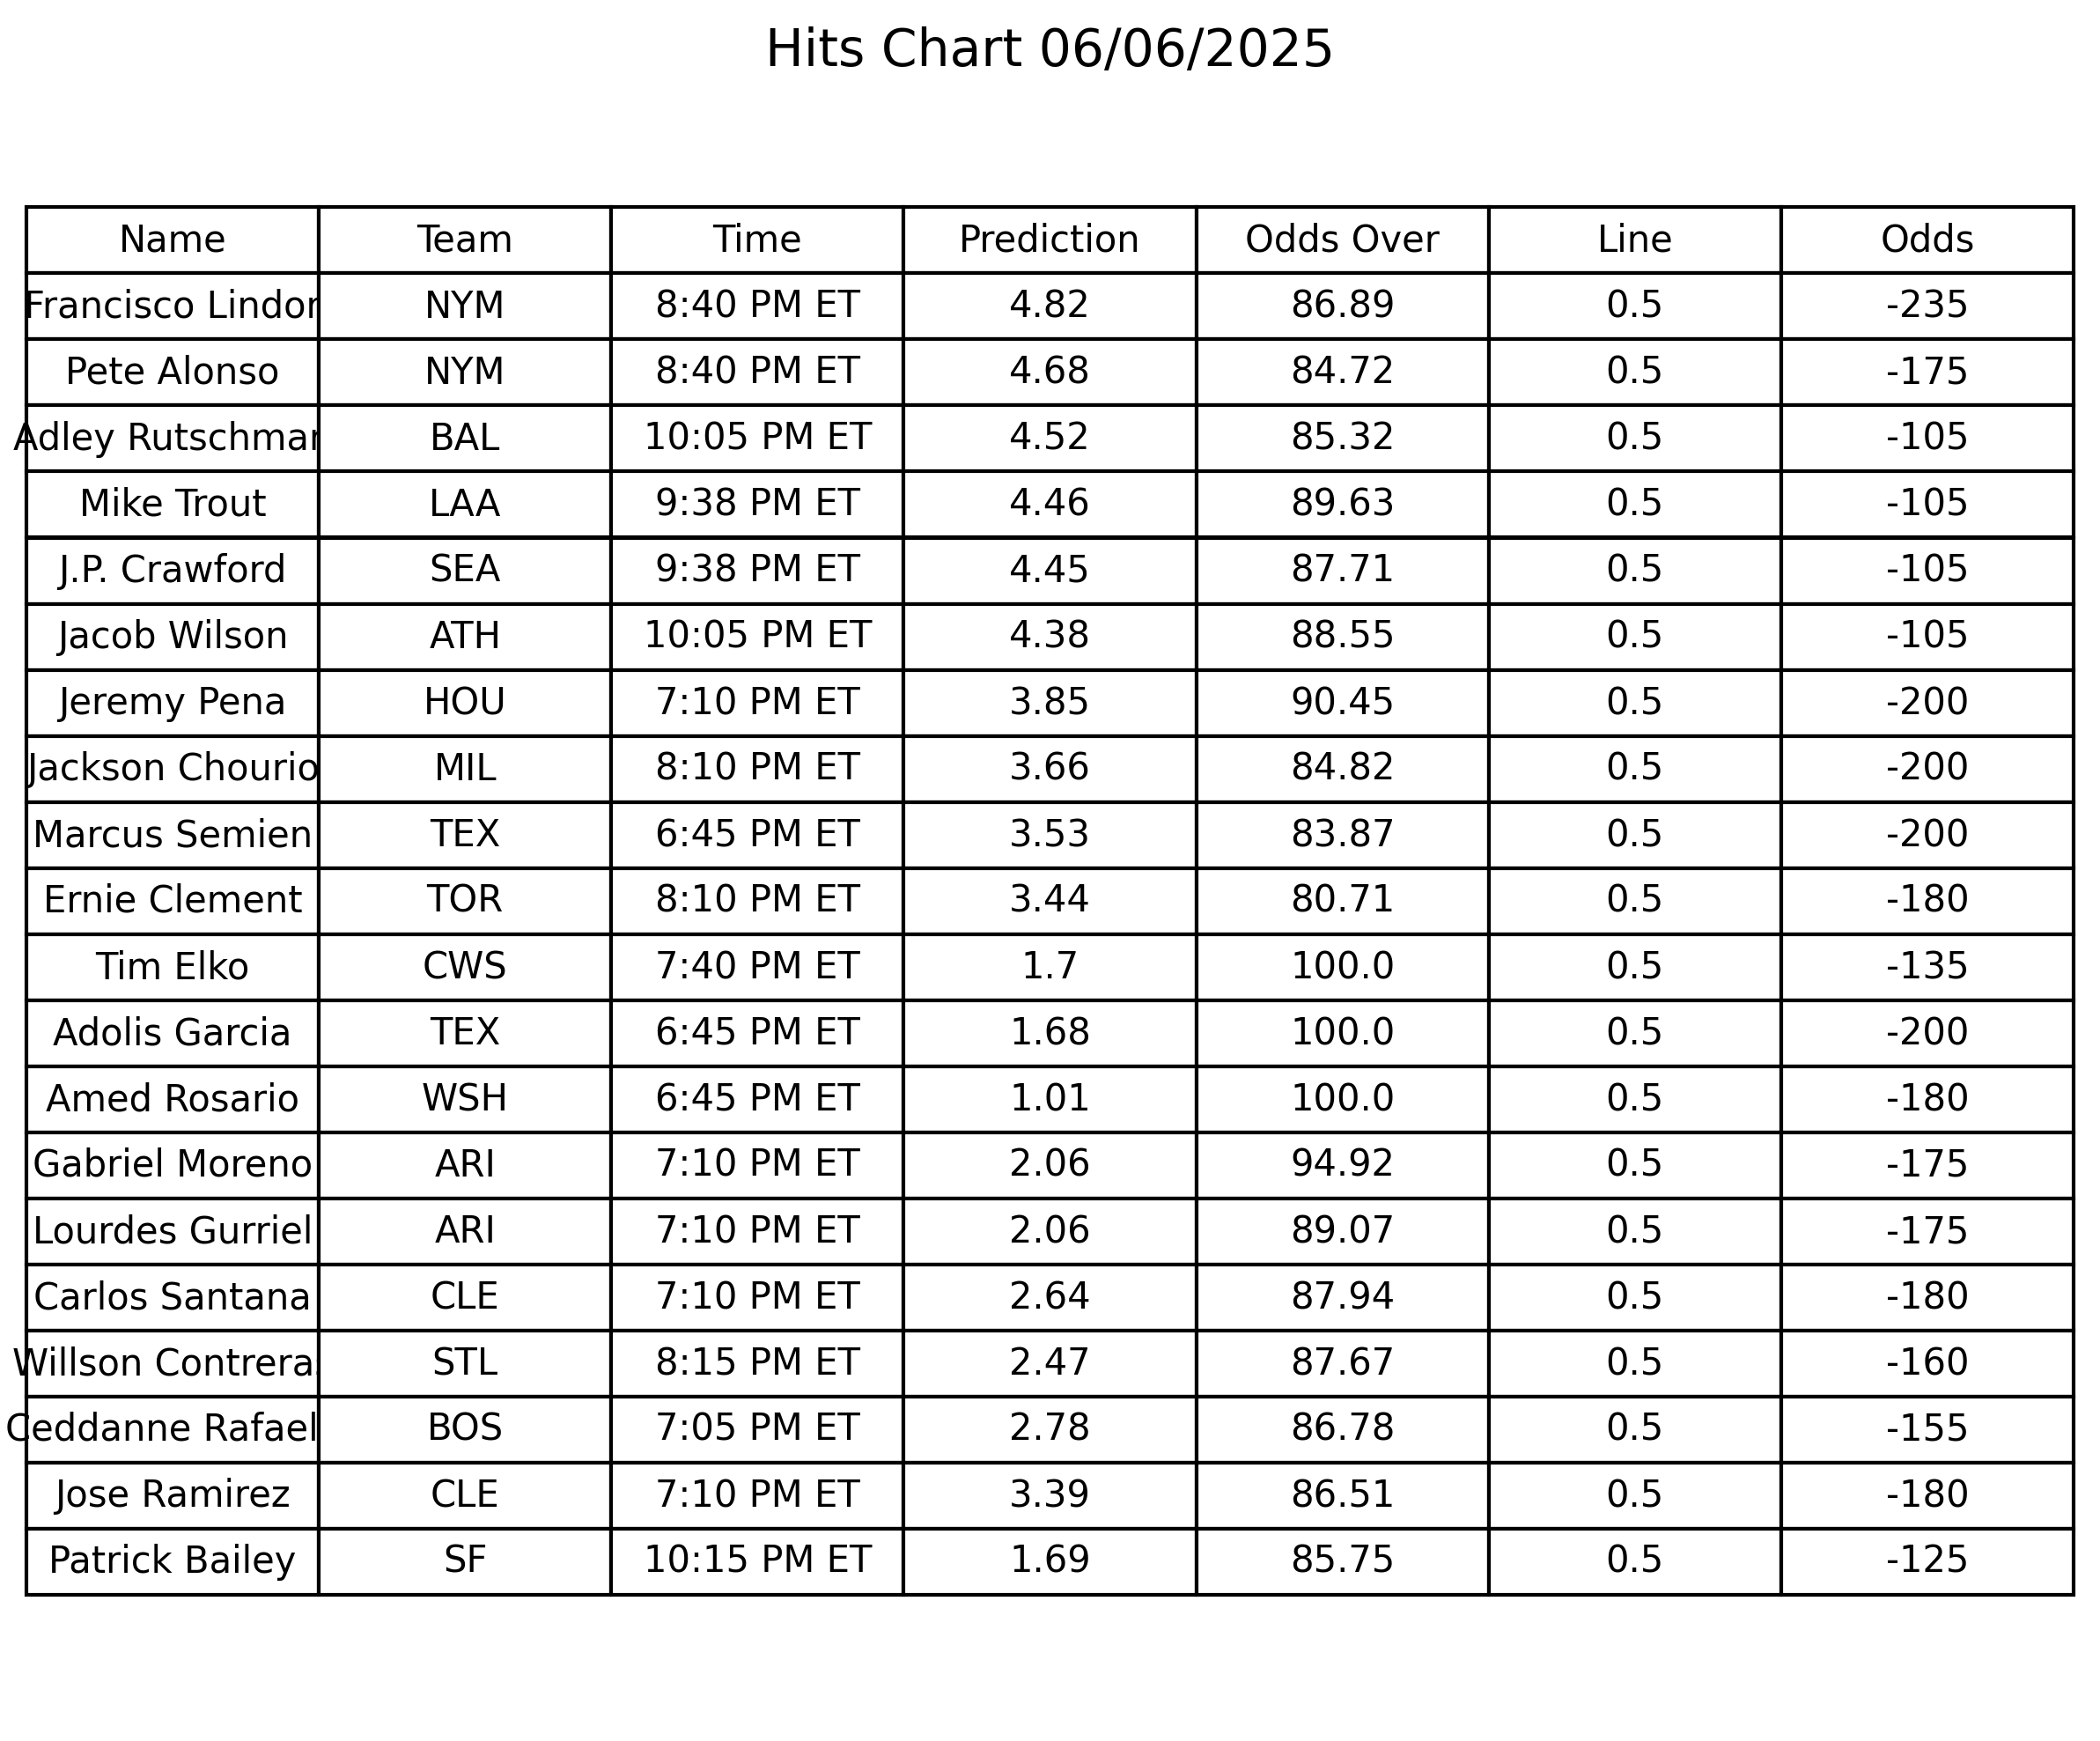 Hits Chart 06/06/2025
Name Team Time Prediction Odds Over Line Odds
Francisco Lindor NYM 8:40 PM ET 4.82 86.89 0.5 -235
Pete Alonso NYM 8:40 PM ET 4.68 84.72 0.5 -175
Adley Rutschman BAL 10:05 PM ET 4.52 85.32 0.5 -105
Mike Trout LAA 9:38 PM ET 4.46 89.63 0.5 -105
J.P. Crawford SEA 9:38 PM ET 4.45 87.71 0.5 -105
Jacob Wilson ATH 10:05 PM ET 4.38 88.55 0.5 -105
Jeremy Pena HOU 7:10 PM ET 3.85 90.45 0.5 -200
Jackson Chourio MIL 8:10 PM ET 3.66 84.82 0.5 -200
Marcus Semien TEX 6:45 PM ET 3.53 83.87 0.5 -200
Ernie Clement TOR 8:10 PM ET 3.44 80.71 0.5 -180
Tim Elko CWS 7:40 PM ET 1.7 100.0 0.5 -135
Adolis Garcia TEX 6:45 PM ET 1.68 100.0 0.5 -200
Amed Rosario WSH 6:45 PM ET 1.01 100.0 0.5 -180
Gabriel Moreno ARI 7:10 PM ET 2.06 94.92 0.5 -175
Lourdes Gurriel ARI 7:10 PM ET 2.06 89.07 0.5 -175
Carlos Santana CLE 7:10 PM ET 2.64 87.94 0.5 -180
Willson Contreras STL 8:15 PM ET 2.47 87.67 0.5 -160
Ceddanne Rafael BOS 7:05 PM ET 2.78 86.78 0.5 -155
Jose Ramirez CLE 7:10 PM ET 3.39 86.51 0.5 -180
Patrick Bailey SF 10:15 PM ET 1.69 85.75 0.5 -125